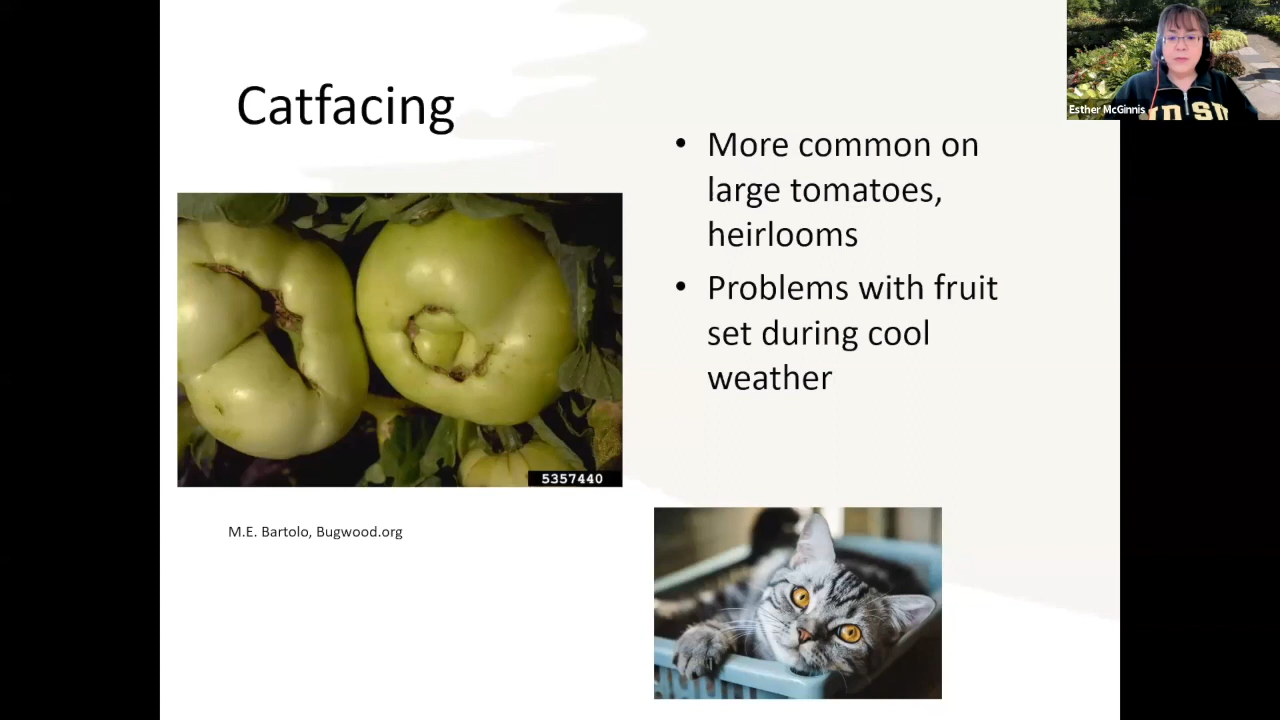 Catfacing
• More common on
large tomatoes,
heirlooms
• Problems with fruit
set during cool
weather
5357440
M.E. Bartolo, Bugwood.org
Esther McGinnis